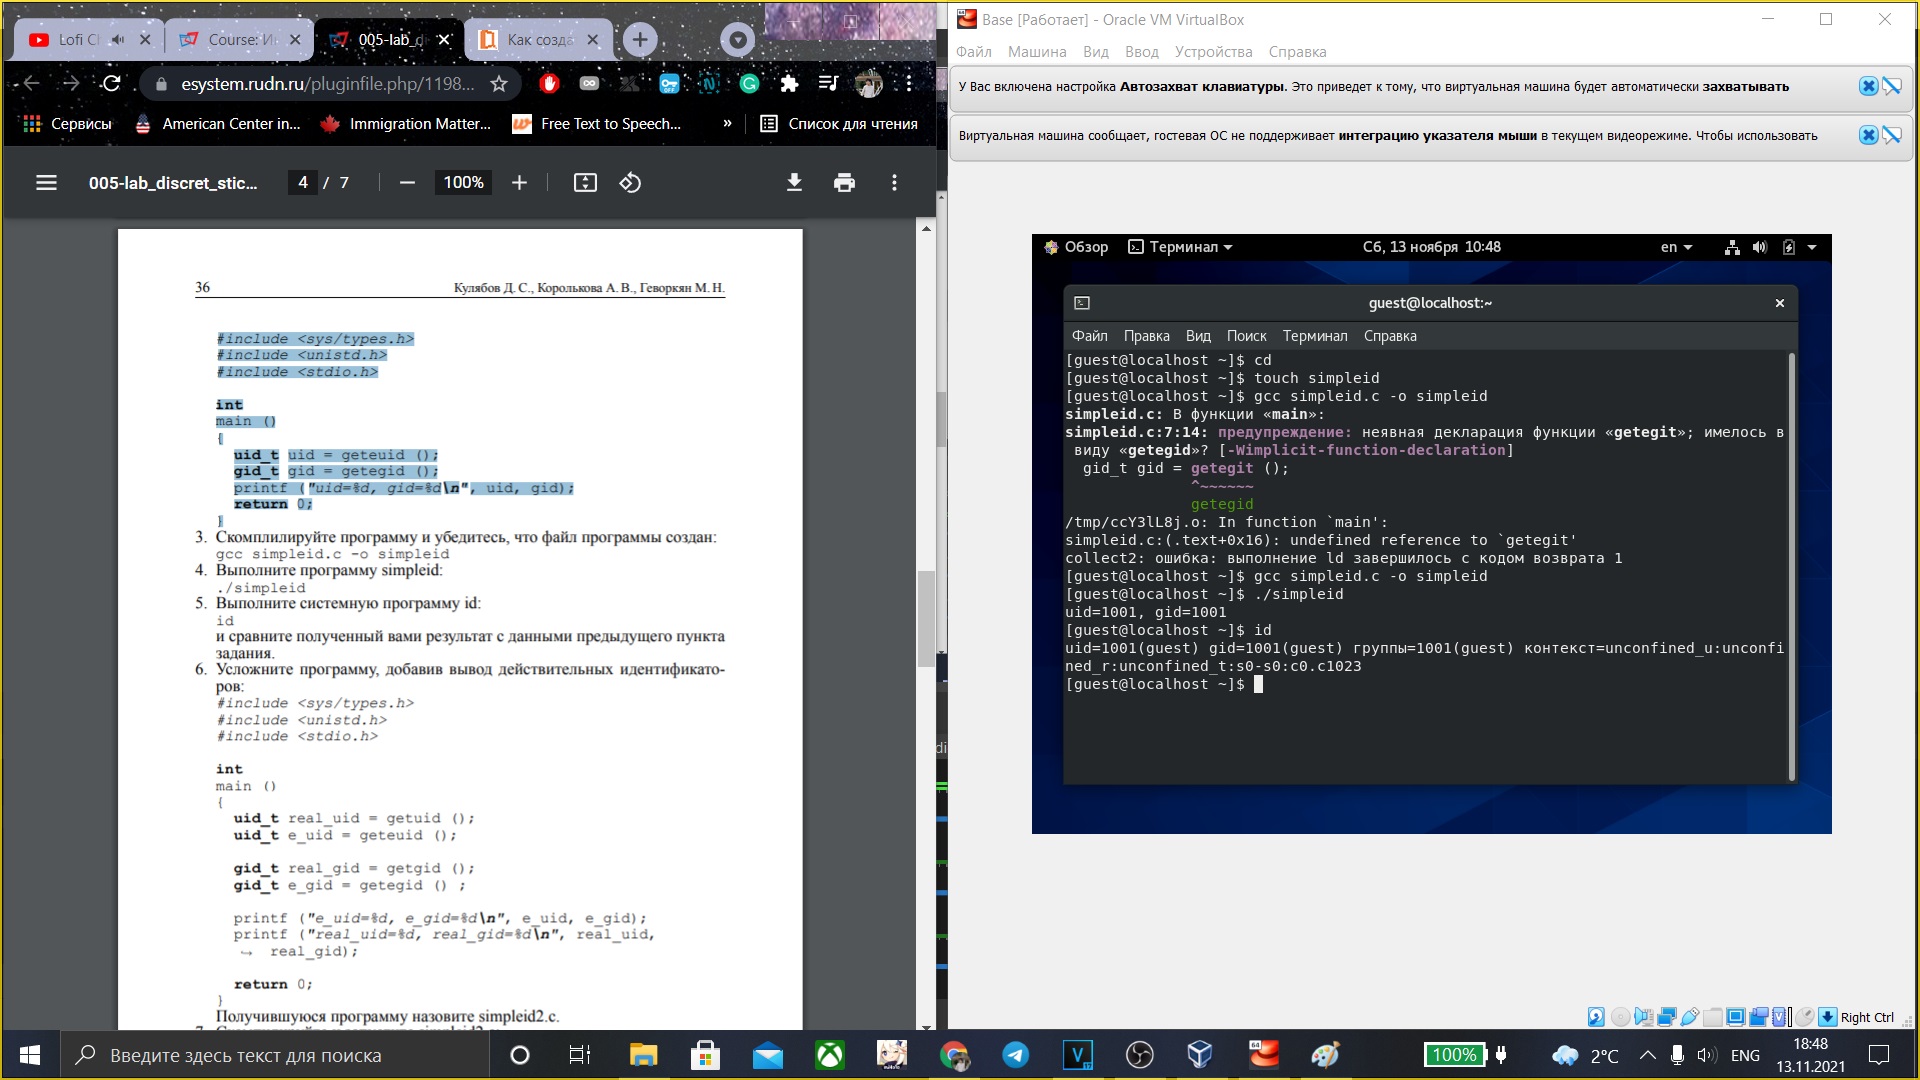 Lofi Cl
Course: И
005-lab_di
Как созда
esystem.rudn.ru/pluginfile.php/1198...
Сервисы
American Center in...
Immigration Matter...
Free Text to Speech...
»
Список для чтения
005-lab_discret_stic...
4 / 7
100%
36
Кулябов Д. С., Королькова А. В., Геворкян М. Н.
#include <sys/types.h>
#include <unistd.h>
#include <stdio.h>
int
main ()
{
uid_t uid = geteuid ();
gid_t gid = getegid ();
printf ("uid=%d, gid=%d\n", uid, gid);
return 0;
}
3. Скомплилируйте программу и убедитесь, что файл программы создан:
gcc simpleid.c -o simpleid
4. Выполните программу simpleid:
./simpleid
5. Выполните системную программу id:
id
и сравните полученный вами результат с данными предыдущего пункта
задания.
6. Усложните программу, добавив вывод действительных идентификато-
ров:
#include <sys/types.h>
#include <unistd.h>
#include <stdio.h>
int
main ()
{
uid_t real_uid = getuid ();
uid_t e_uid = geteuid ();
gid_t real_gid = getgid ();
gid_t e_gid = getegid () ;
printf ("e_uid=%d, e_gid=%d\n", e_uid, e_gid);
printf ("real_uid=%d, real_gid=%d\n", real_uid,
↪ real_gid);
return 0;
}
Получившуюся программу назовите simpleid2.c.
Base [Работает] - Oracle VM VirtualBox
Файл Машина Вид Ввод Устройства Справка
У Вас включена настройка Автозахват клавиатуры. Это приведет к тому, что виртуальная машина будет автоматически захватывать
Виртуальная машина сообщает, гостевая ОС не поддерживает интеграцию указателя мыши в текущем видеорежиме. Чтобы использовать
Обзор
Терминал
Сб, 13 ноября 10:48
en
guest@localhost:~
Файл Правка Вид Поиск Терминал Справка
[guest@localhost ~]$ cd
[guest@localhost ~]$ touch simpleid
[guest@localhost ~]$ gcc simpleid.c -o simpleid
simpleid.c: В функции «main»:
simpleid.c:7:14: предупреждение: неявная декларация функции «getegit»; имелось в
виду «getegid»? [-Wimplicit-function-declaration]
gid_t gid = getegit ();
^~~~~~~
getegid
/tmp/ccY3lL8j.o: In function `main':
simpleid.c:(.text+0x16): undefined reference to `getegit'
collect2: ошибка: выполнение ld завершилось с кодом возврата 1
[guest@localhost ~]$ gcc simpleid.c -o simpleid
[guest@localhost ~]$ ./simpleid
uid=1001, gid=1001
[guest@localhost ~]$ id
uid=1001(guest) gid=1001(guest) группы=1001(guest) контекст=unconfined_u:unconfi
ned_r:unconfined_t:s0-s0:c0.c1023
[guest@localhost ~]$
Right Ctrl
Введите здесь текст для поиска
100%
2°C
ENG
18:48
13.11.2021